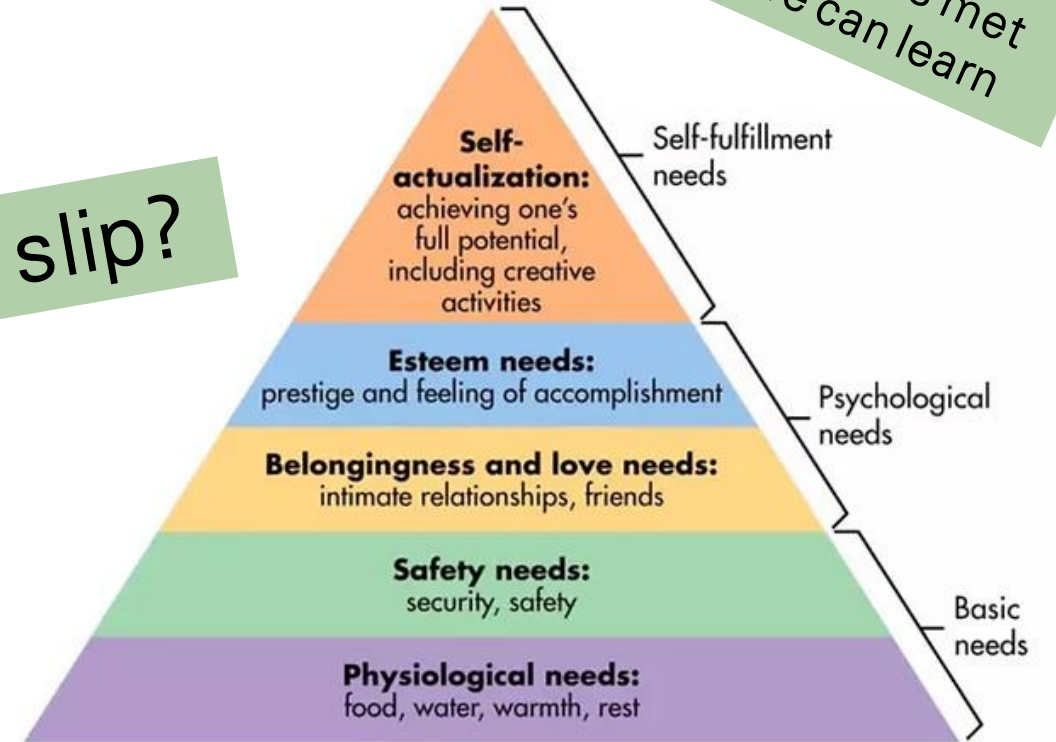 met
we can learn
slip?
Self-
actualization:
achieving one's
full potential,
including creative
activities
Self-fulfillment
needs
Esteem needs:
prestige and feeling of accomplishment
Psychological
needs
Belongingness and love needs:
intimate relationships, friends
Safety needs:
security, safety
Basic
needs
Physiological needs:
food, water, warmth, rest